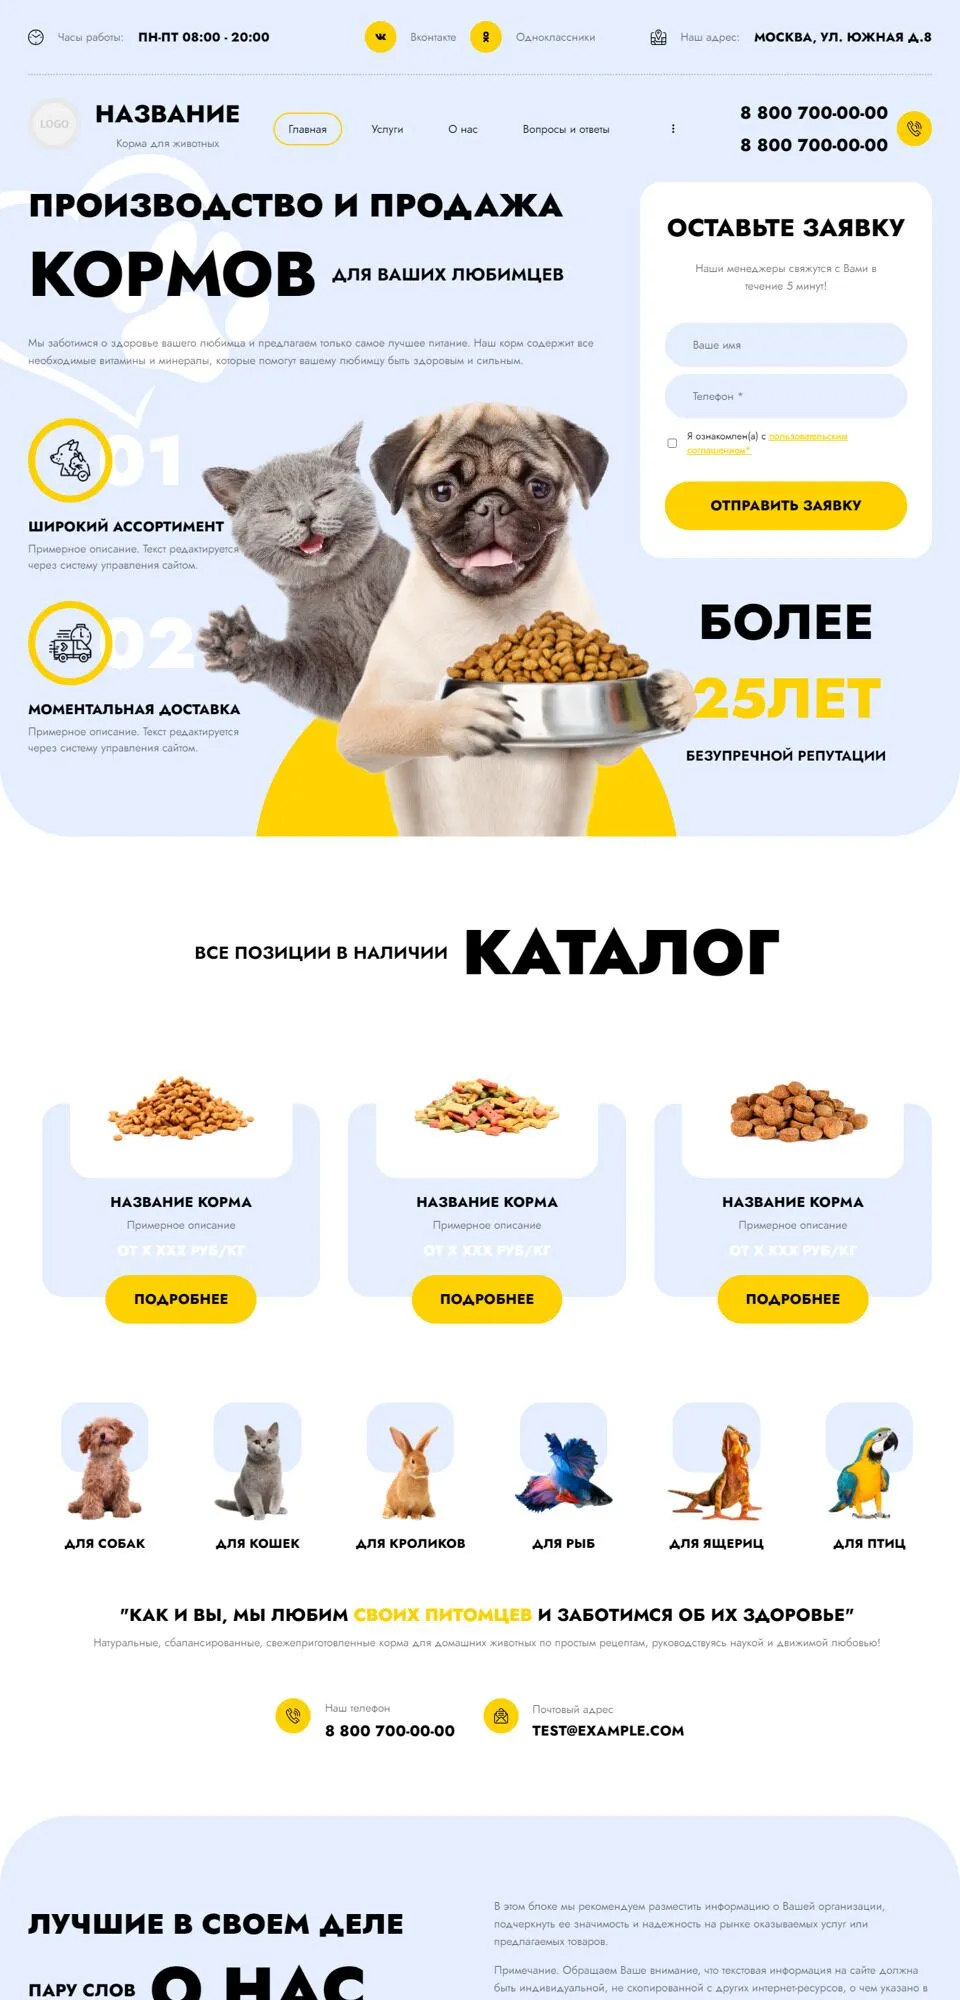 Часы работы: ПН-ПТ 08:00 - 20:00
Вконтакте
Одноклассники
Наш адрес: МОСКВА, УЛ. ЮЖНАЯ Д.8
LOGO
НАЗВАНИЕ
Корма для животных
Главная
Услуги
О нас
Вопросы и ответы
8 800 700-00-00
8 800 700-00-00
ПРОИЗВОДСТВО И ПРОДАЖА
КОРМОВ ДЛЯ ВАШИХ ЛЮБИМЦЕВ
Мы заботимся о здоровье вашего любимца и предлагаем только самое лучшее питание. Наш корм содержит все
необходимые витамины и минералы, которые помогут вашему любимцу быть здоровым и сильным.
01
ШИРОКИЙ АССОРТИМЕНТ
Примерное описание. Текст редактируется
через систему управления сайтом.
02
МОМЕНТАЛЬНАЯ ДОСТАВКА
Примерное описание. Текст редактируется
через систему управления сайтом.
ОСТАВЬТЕ ЗАЯВКУ
Наши менеджеры свяжутся с Вами в
течение 5 минут!
Ваше имя
Телефон *
Я ознакомлен(а) с пользовательским
соглашением*
ОТПРАВИТЬ ЗАЯВКУ
БОЛЕЕ
25ЛЕТ
БЕЗУПРЕЧНОЙ РЕПУТАЦИИ
ВСЕ ПОЗИЦИИ В НАЛИЧИИ КАТАЛОГ
НАЗВАНИЕ КОРМА
Примерное описание
ОТ Х ХХХ РУБ/КГ
ПОДРОБНЕЕ
НАЗВАНИЕ КОРМА
Примерное описание
ОТ Х ХХХ РУБ/КГ
ПОДРОБНЕЕ
НАЗВАНИЕ КОРМА
Примерное описание
ОТ Х ХХХ РУБ/КГ
ПОДРОБНЕЕ
ДЛЯ СОБАК
ДЛЯ КОШЕК
ДЛЯ КРОЛИКОВ
ДЛЯ РЫБ
ДЛЯ ЯЩЕРИЦ
ДЛЯ ПТИЦ
"КАК И ВЫ, МЫ ЛЮБИМ СВОИХ ПИТОМЦЕВ И ЗАБОТИМСЯ ОБ ИХ ЗДОРОВЬЕ"
Натуральные, сбалансированные, свежеприготовленные корма для домашних животных по простым рецептам, руководствуясь наукой и движимой любовью!
Наш телефон
8 800 700-00-00
Почтовый адрес
TEST@EXAMPLE.COM
ЛУЧШИЕ В СВОЕМ ДЕЛЕ
ПАРУ СЛОВ О НАС
В этом блоке мы рекомендуем разместить информацию о Вашей организации,
подчеркнуть ее значимость и надежность на рынке оказываемых услуг или
предлагаемых товаров.
Примечание. Обращаем Ваше внимание, что текстовая информация на сайте должна
быть индивидуальной, не скопированной с других интернет-ресурсов, о чем указано в